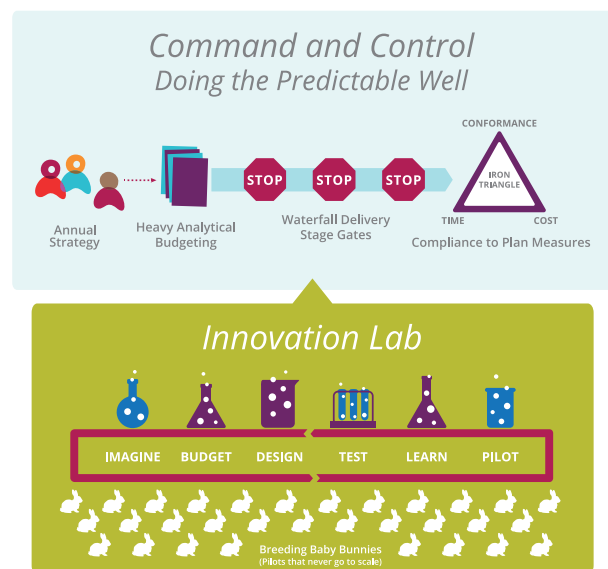 Command and Control
Doing the Predictable Well
CONFORMANCE
IRON
TRIANGLE
TIME
COST
STOP
STOP
STOP
Annual
Strategy
Heavy Analytical
Budgeting
Waterfall Delivery
Stage Gates
Compliance to Plan Measures
Innovation Lab
IMAGINE
BUDGET
DESIGN
TEST
LEARN
PILOT
Breeding Baby Bunnies
(Pilots that never go to scale)